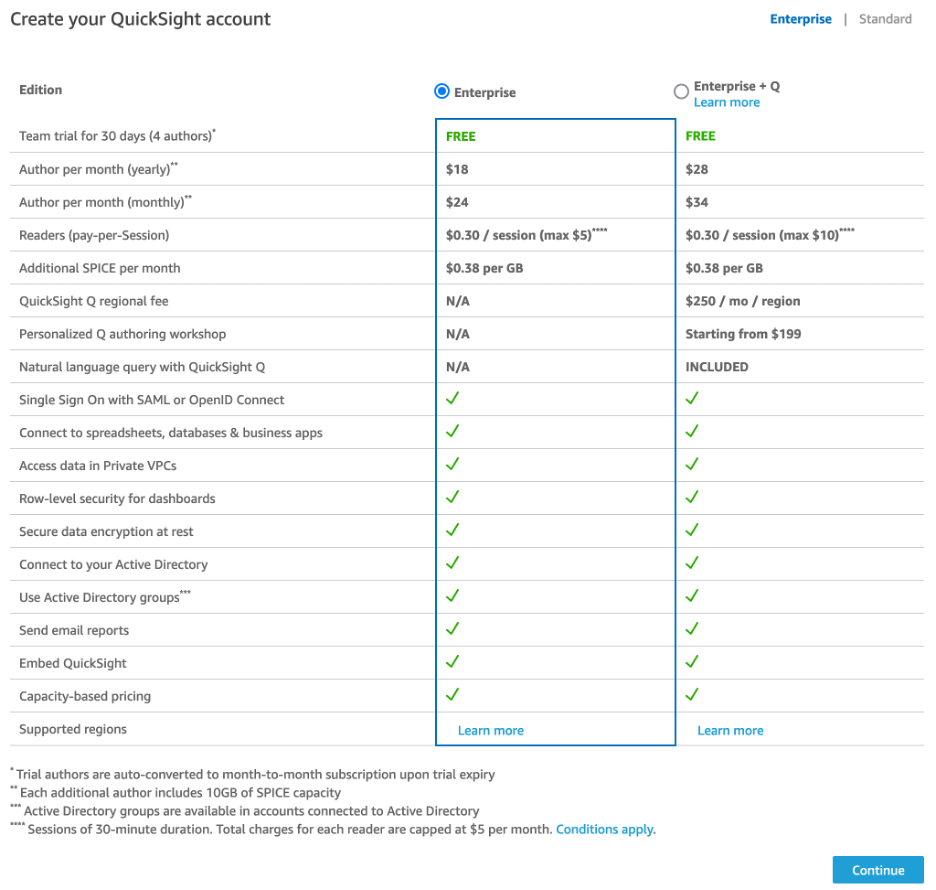 Create your QuickSight account
Enterprise | Standard
Edition Enterprise Enterprise + Q
Learn more
Team trial for 30 days (4 authors)* FREE FREE
Author per month (yearly)** $18 $28
Author per month (monthly)** $24 $34
Readers (pay-per-Session) $0.30 / session (max $5)**** $0.30 / session (max $10)****
Additional SPICE per month $0.38 per GB $0.38 per GB
QuickSight Q regional fee N/A $250 / mo / region
Personalized Q authoring workshop N/A Starting from $199
Natural language query with QuickSight Q N/A INCLUDED
Single Sign On with SAML or OpenID Connect ✓ ✓
Connect to spreadsheets, databases & business apps ✓ ✓
Access data in Private VPCs ✓ ✓
Row-level security for dashboards ✓ ✓
Secure data encryption at rest ✓ ✓
Connect to your Active Directory ✓ ✓
Use Active Directory groups*** ✓ ✓
Send email reports ✓ ✓
Embed QuickSight ✓ ✓
Capacity-based pricing ✓ ✓
Supported regions Learn more Learn more
* Trial authors are auto-converted to month-to-month subscription upon trial expiry
** Each additional author includes 10GB of SPICE capacity
*** Active Directory groups are available in accounts connected to Active Directory
**** Sessions of 30-minute duration. Total charges for each reader are capped at $5 per month. Conditions apply.
Continue